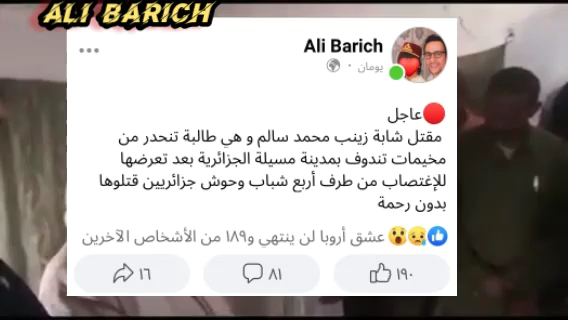 ALI BARICH
Ali Barich
يومان
عاجل
مقتل شابة زينب محمد سالم و هي طالبة تنحدر من
مخيمات تندوف بمدينة مسيلة الجزائرية بعد تعرضها
للإغتصاب من طرف أربع شباب وحوش جزائريين قتلوها
بدون رحمة
عشق أروبا لن ينتهي و١٨٩ من الأشخاص الآخرين
١٩٠
٨١
١٦